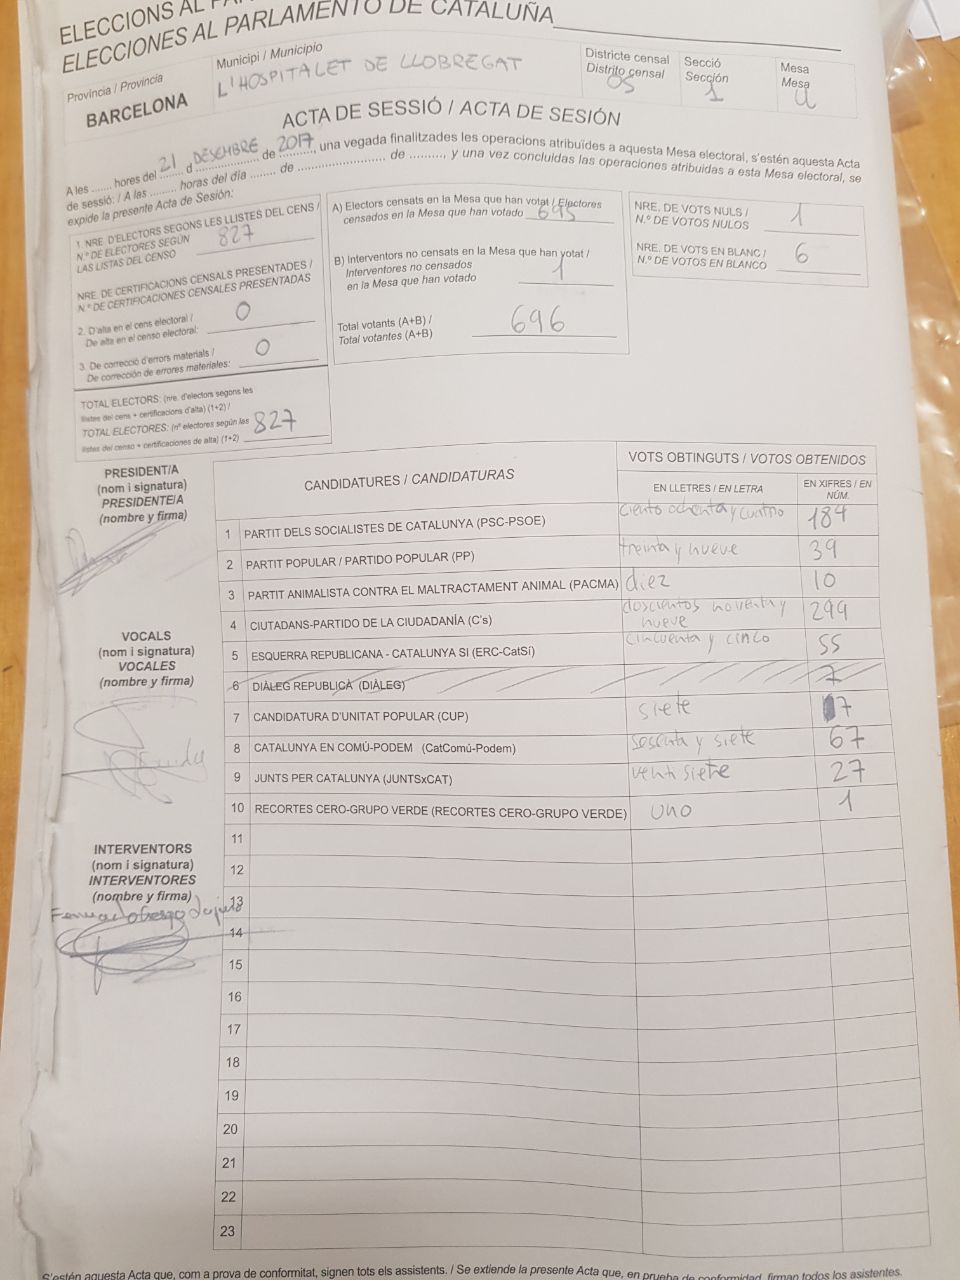 ELECCIONS AL
ELECCIONES AL PARLAMENTO DE CATALUÑA
Província / Provincia
BARCELONA
Municipi / Municipio
L'HOSPITALET DE LLOBREGAT
Districte censal
Distrito censal
05
Secció
Sección
1
Mesa
Mesa
U
ACTA DE SESSIÓ / ACTA DE SESIÓN
A les ....... hores del 21 d DESEMBRE de 2017, una vegada finalitzades les operacions atribuïdes a aquesta Mesa electoral, s'estén aquesta Acta
de sessió: / A las ......... horas del día ....... de ........................ de .........., y una vez concluidas las operaciones atribuidas a esta Mesa electoral, se
expide la presente Acta de Sesión:
1. NRE. D'ELECTORS SEGONS LES LLISTES DEL CENS /
N.º DE ELECTORES SEGÚN
LAS LISTAS DEL CENSO 827
NRE. DE CERTIFICACIONS CENSALS PRESENTADES /
N.º DE CERTIFICACIONES CENSALES PRESENTADAS
2. D'alta en el cens electoral /
De alta en el censo electoral: 0
3. De correcció d'errors materials /
De corrección de errores materiales: 0
TOTAL ELECTORS: (nre. d'electors segons les
llistes del cens + certificacions d'alta) (1+2) /
TOTAL ELECTORES: (nº electores según las
listes del censo + certificaciones de alta) (1+2) 827
A) Electors censats en la Mesa que han votat / Electores
censados en la Mesa que han votado 695
B) Interventors no censats en la Mesa que han votat /
Interventores no censados
en la Mesa que han votado 1
Total votants (A+B) /
Total votantes (A+B) 696
NRE. DE VOTS NULS /
N.º DE VOTOS NULOS 1
NRE. DE VOTS EN BLANC /
N.º DE VOTOS EN BLANCO 6
PRESIDENT/A
(nom i signatura)
PRESIDENTE/A
(nombre y firma)
VOCALS
(nom i signatura)
VOCALES
(nombre y firma)
INTERVENTORS
(nom i signatura)
INTERVENTORES
(nombre y firma)
CANDIDATURES / CANDIDATURAS
VOTS OBTINGUTS / VOTOS OBTENIDOS
EN LLETRES / EN LETRA
EN XIFRES / EN NÚM.
1 PARTIT DELS SOCIALISTES DE CATALUNYA (PSC-PSOE) ciento ochenta y cuatro 184
2 PARTIT POPULAR / PARTIDO POPULAR (PP) treinta y nueve 39
3 PARTIT ANIMALISTA CONTRA EL MALTRACTAMENT ANIMAL (PACMA) diez 10
4 CIUTADANS-PARTIDO DE LA CIUDADANÍA (C's) doscientos noventa y nueve 299
5 ESQUERRA REPUBLICANA - CATALUNYA SI (ERC-CatSí) cincuenta y cinco 55
6 DIÀLEG REPUBLICÀ (DIÀLEG) 7
7 CANDIDATURA D'UNITAT POPULAR (CUP) siete 7
8 CATALUNYA EN COMÚ-PODEM (CatComú-Podem) sesenta y siete 67
9 JUNTS PER CATALUNYA (JUNTSxCAT) venti siete 27
10 RECORTES CERO-GRUPO VERDE (RECORTES CERO-GRUPO VERDE) uno 1
11
12
13
14
15
16
17
18
19
20
21
22
23
S'estén aquesta Acta que, com a prova de conformitat, signen tots els assistents. / Se extiende la presente Acta que, en prueba de conformidad, firman todos los asistentes.